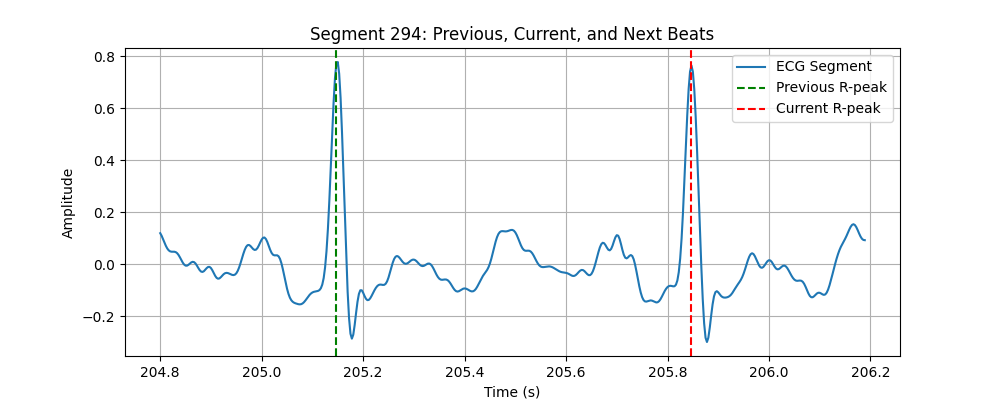 Segment 294: Previous, Current, and Next Beats
0.8
0.6
0.4
0.2
0.0
−0.2
Amplitude
ECG Segment
Previous R-peak
Current R-peak
204.8 205.0 205.2 205.4 205.6 205.8 206.0 206.2
Time (s)